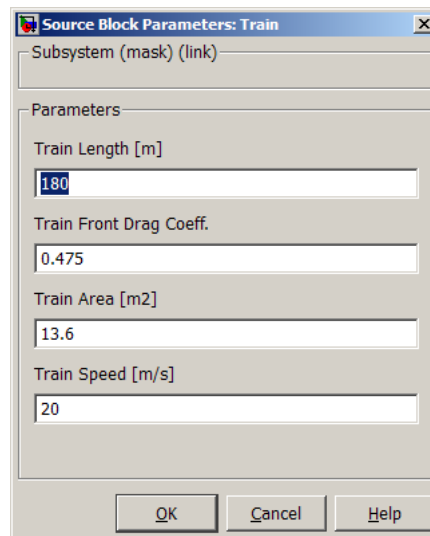 Source Block Parameters: Train
Subsystem (mask) (link)
Parameters
Train Length [m]
180
Train Front Drag Coeff.
0.475
Train Area [m2]
13.6
Train Speed [m/s]
20
OK Cancel Help